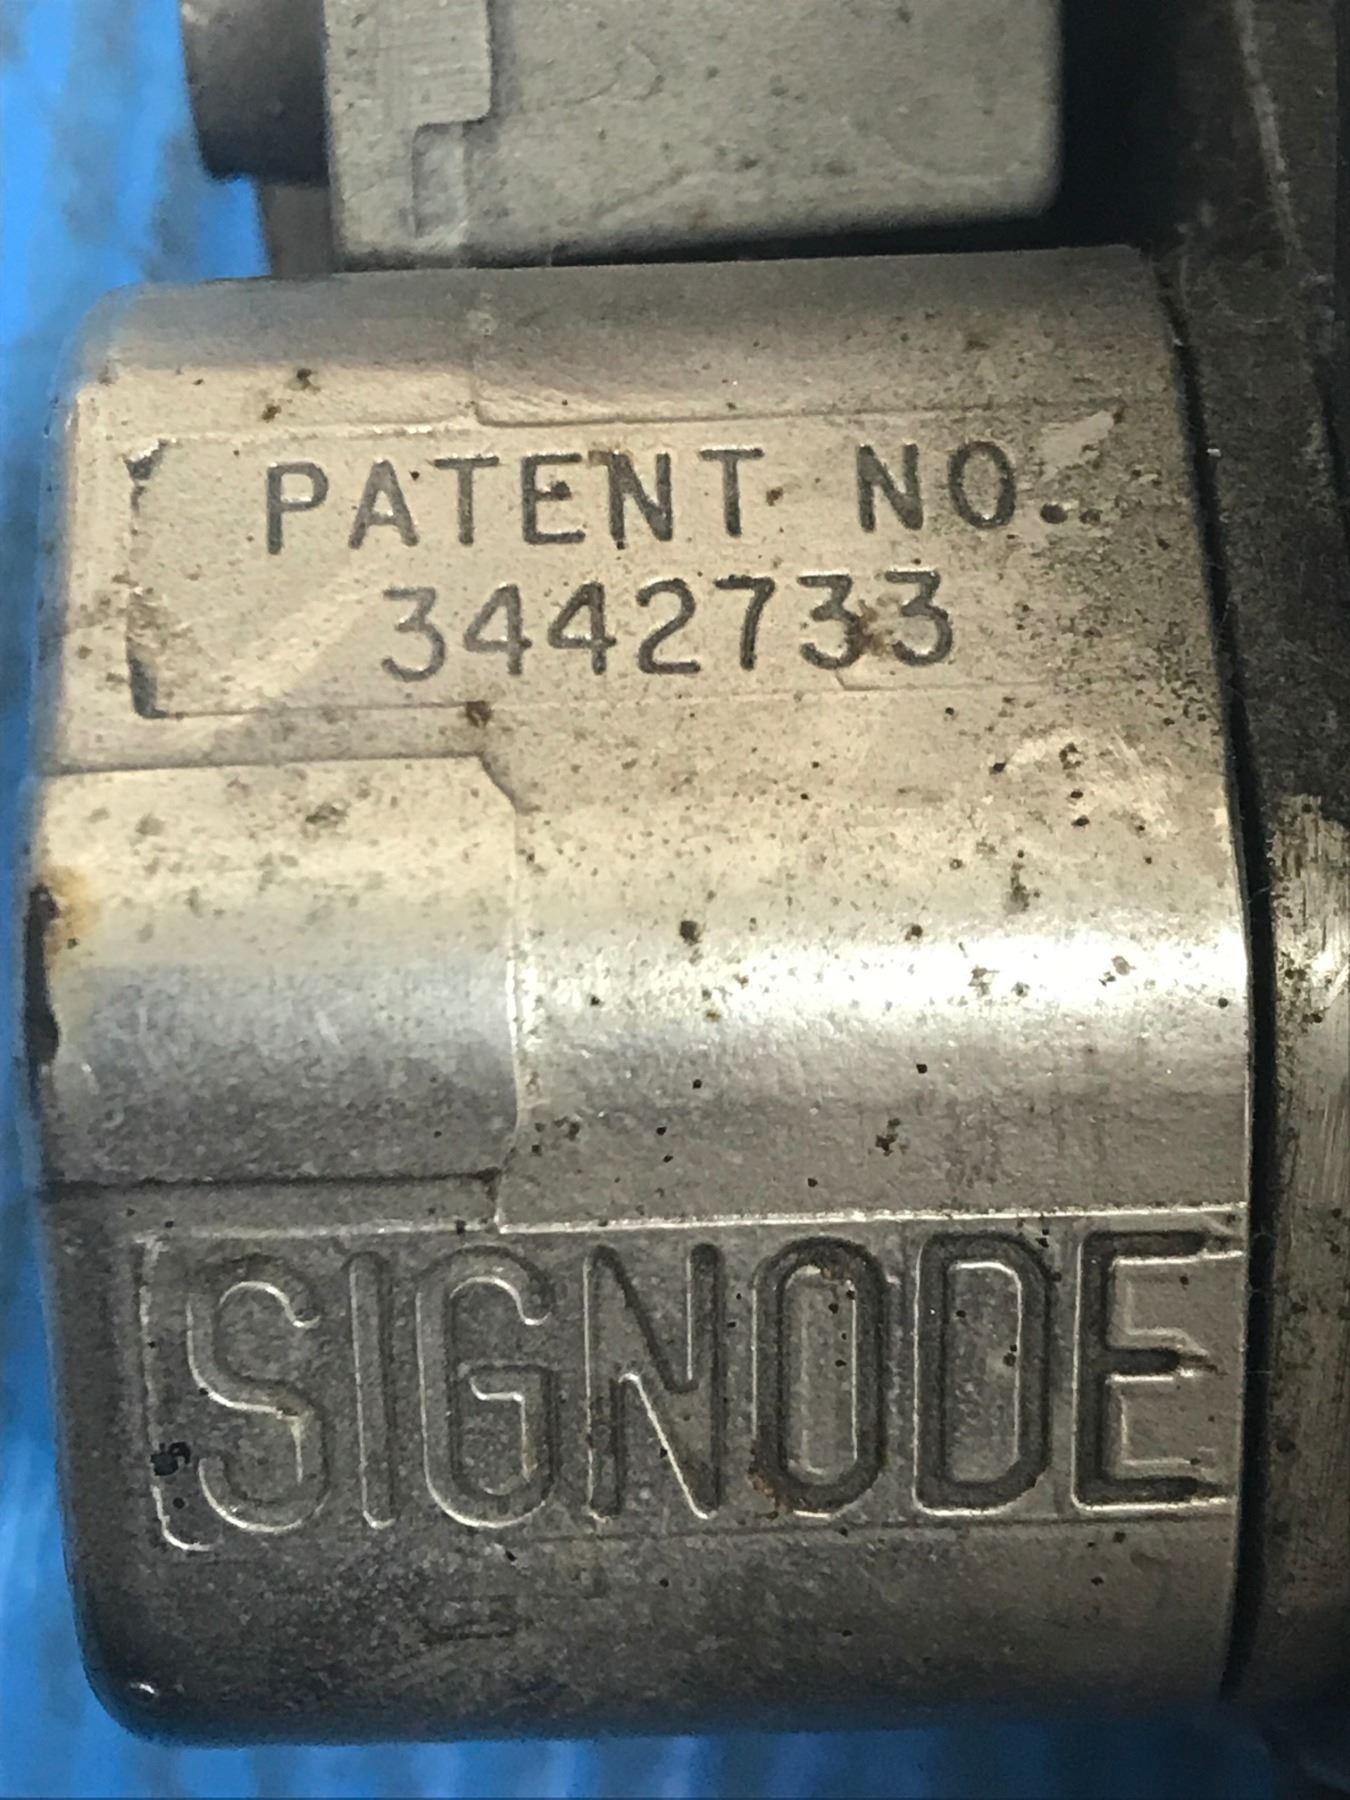 PATENT NO.
3442733
SIGNODE